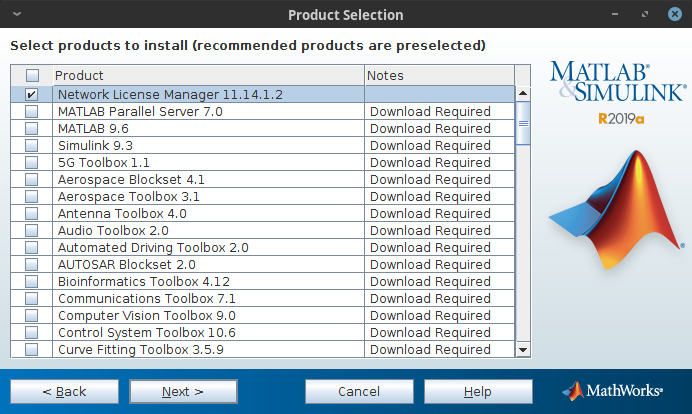 Product Selection
Select products to install (recommended products are preselected)
Product Notes
Network License Manager 11.14.1.2
MATLAB Parallel Server 7.0 Download Required
MATLAB 9.6 Download Required
Simulink 9.3 Download Required
5G Toolbox 1.1 Download Required
Aerospace Blockset 4.1 Download Required
Aerospace Toolbox 3.1 Download Required
Antenna Toolbox 4.0 Download Required
Audio Toolbox 2.0 Download Required
Automated Driving Toolbox 2.0 Download Required
AUTOSAR Blockset 2.0 Download Required
Bioinformatics Toolbox 4.12 Download Required
Communications Toolbox 7.1 Download Required
Computer Vision Toolbox 9.0 Download Required
Control System Toolbox 10.6 Download Required
Curve Fitting Toolbox 3.5.9 Download Required
MATLAB®
&SIMULINK®
R2019a
®
< Back Next > Cancel Help MathWorks®